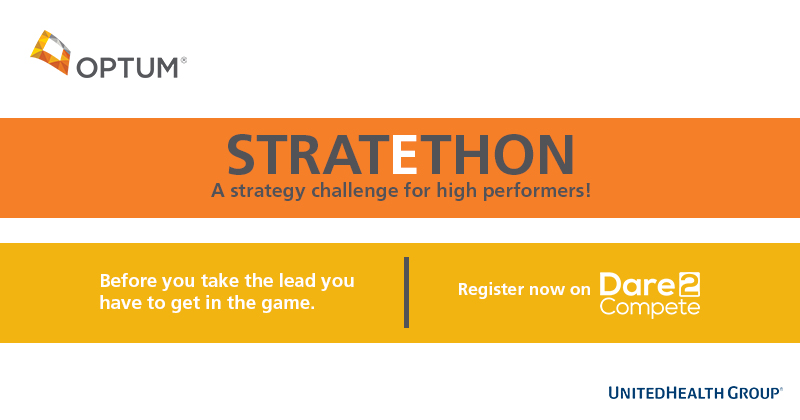 OPTUM®
STRATETHON
A strategy challenge for high performers!
Before you take the lead you
have to get in the game.
Register now on Dare2
Compete
UNITEDHEALTH GROUP®